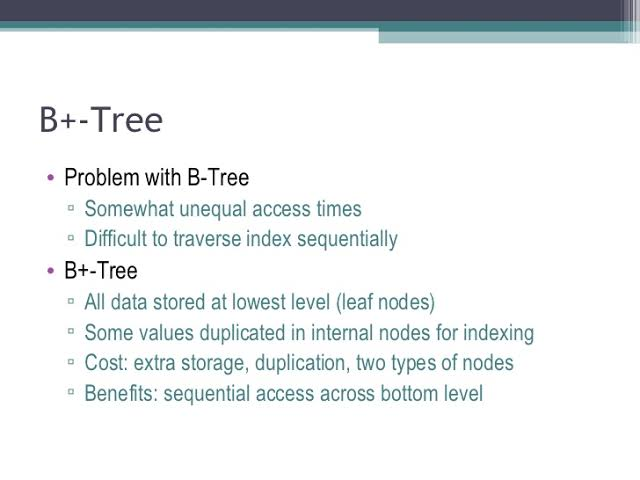 B+-Tree
• Problem with B-Tree
▫ Somewhat unequal access times
▫ Difficult to traverse index sequentially
• B+-Tree
▫ All data stored at lowest level (leaf nodes)
▫ Some values duplicated in internal nodes for indexing
▫ Cost: extra storage, duplication, two types of nodes
▫ Benefits: sequential access across bottom level